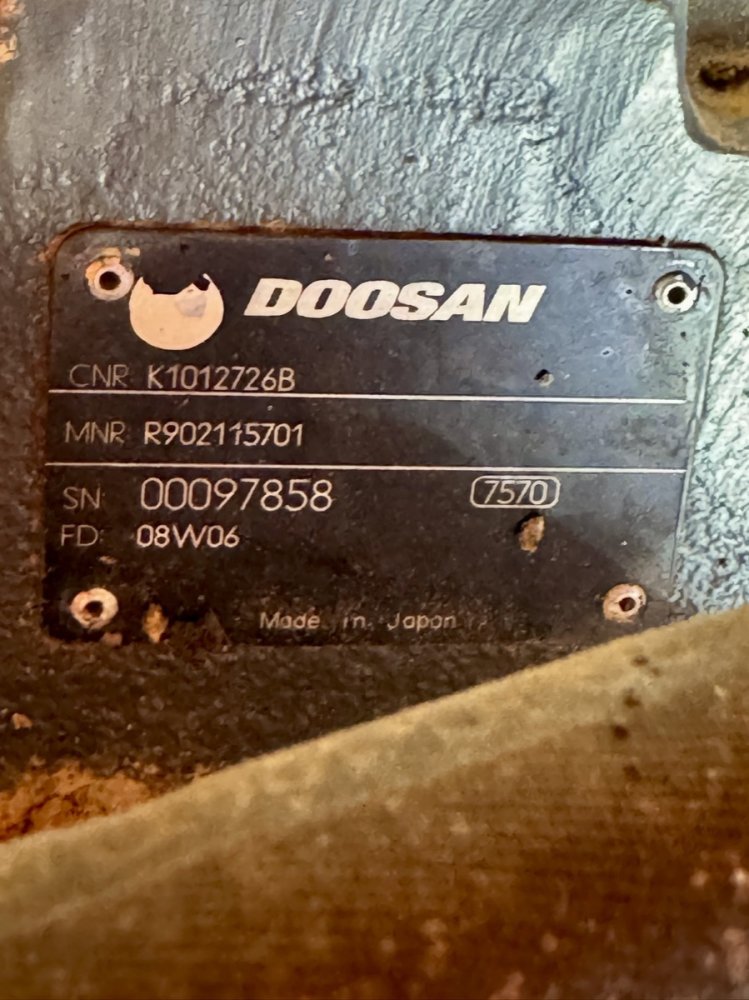 DOOSAN
CNR K1012726B
MNR R902115701
SN: 00097858 7570
FD: 08W06
Made in Japan